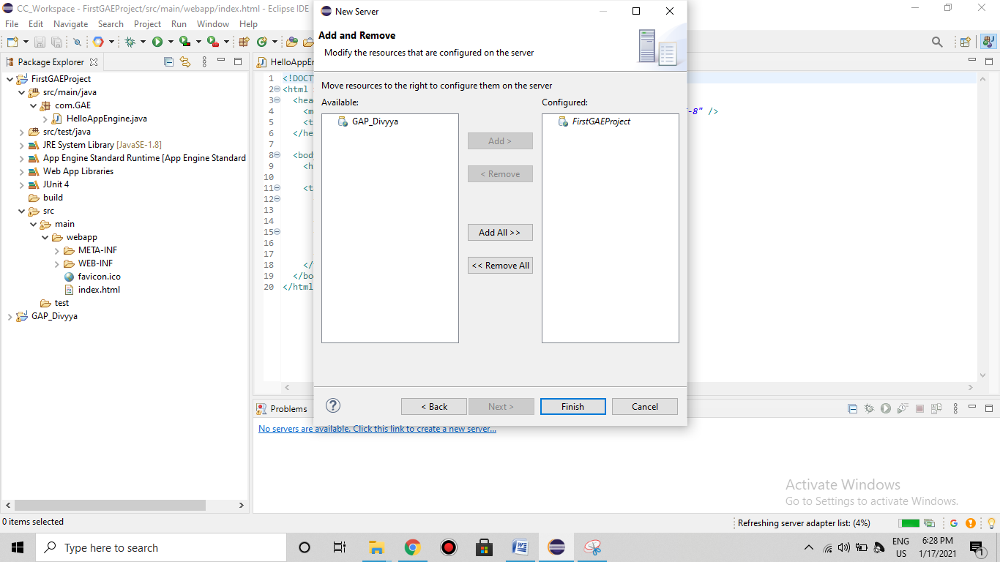 CC_Workspace - FirstGAEProject/src/main/webapp/index.html - Eclipse IDE
File Edit Navigate Search Project Run Window Help
Package Explorer
FirstGAEProject
src/main/java
com.GAE
HelloAppEngine.java
src/test/java
JRE System Library [JavaSE-1.8]
App Engine Standard Runtime [App Engine Standard
Web App Libraries
JUnit 4
build
src
main
webapp
META-INF
WEB-INF
favicon.ico
index.html
test
GAP_Divyya
HelloAppEn
1 <!DOCT
2 <html
3 <hea
4 <m -8" />
5 <t
6 </he
7
8 <bod
9 <h
10
11 <t
12
13
14
15
16
17
18 </
19 </bo
20 </html
New Server
Add and Remove
Modify the resources that are configured on the server
Move resources to the right to configure them on the server
Available:
GAP_Divyya
Add >
< Remove
Add All >>
<< Remove All
Configured:
FirstGAEProject
? < Back Next > Finish Cancel
Problems
No servers are available. Click this link to create a new server...
Activate Windows
Go to Settings to activate Windows.
0 items selected
Refreshing server adapter list: (4%)
Type here to search
ENG
US
6:28 PM
1/17/2021
1